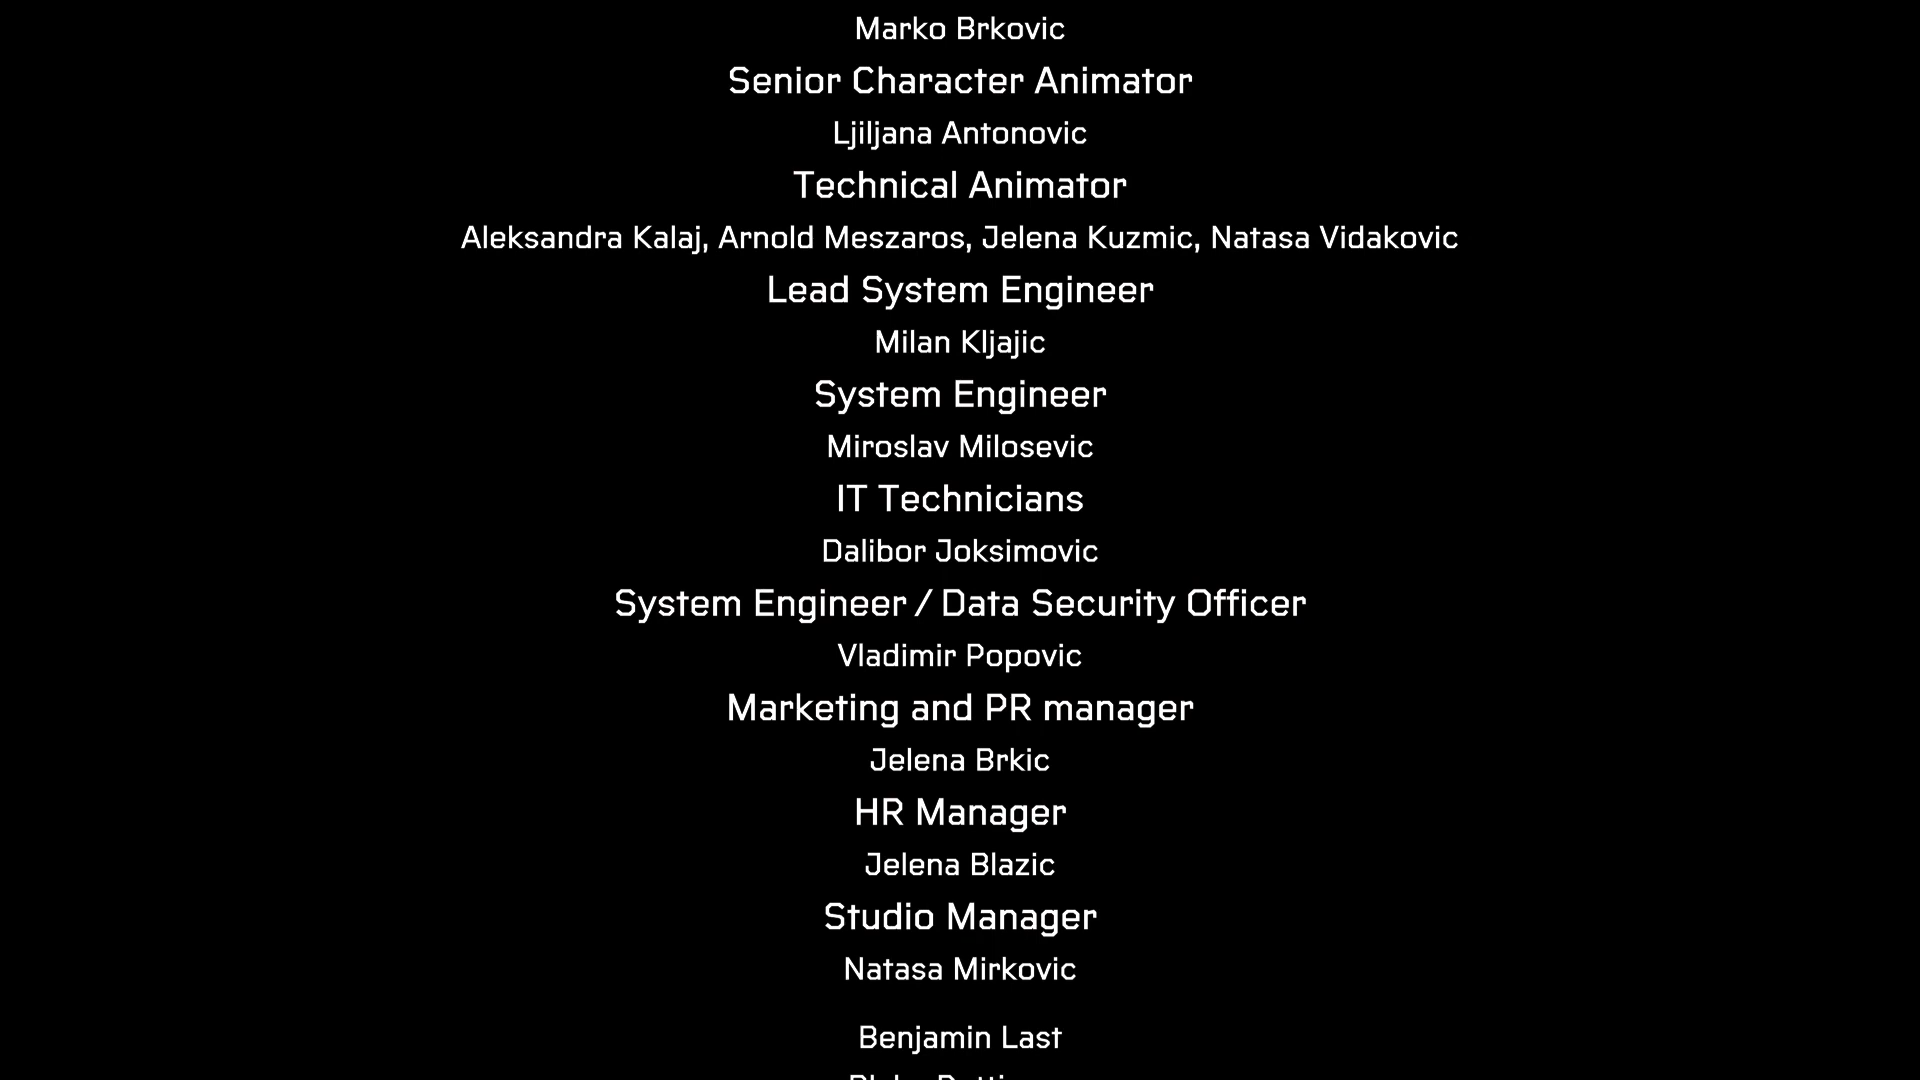 Marko Brkovic
Senior Character Animator
Ljiljana Antonovic
Technical Animator
Aleksandra Kalaj, Arnold Meszaros, Jelena Kuzmic, Natasa Vidakovic
Lead System Engineer
Milan Kljajic
System Engineer
Miroslav Milosevic
IT Technicians
Dalibor Joksimovic
System Engineer / Data Security Officer
Vladimir Popovic
Marketing and PR manager
Jelena Brkic
HR Manager
Jelena Blazic
Studio Manager
Natasa Mirkovic
Benjamin Last